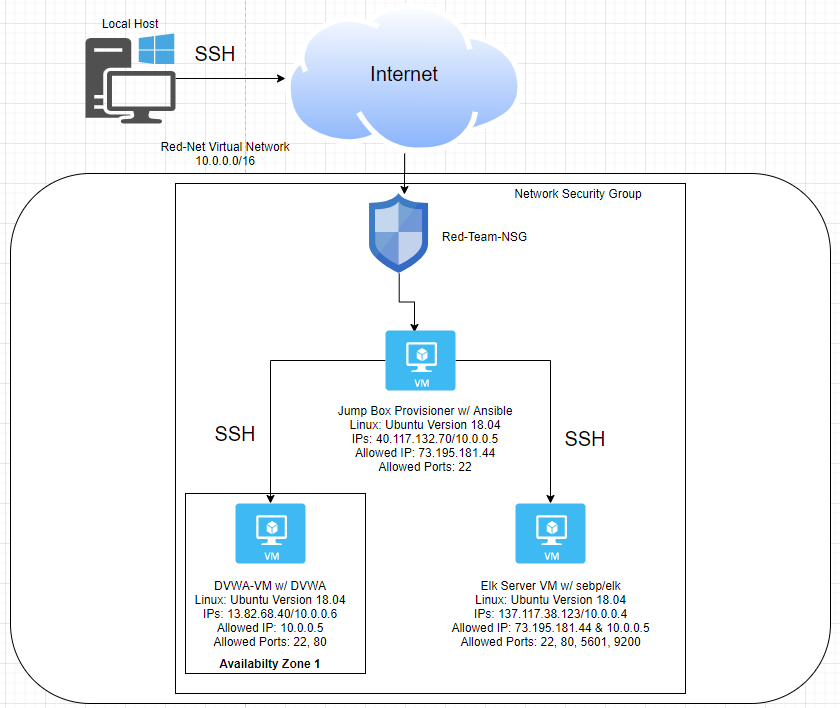 Local Host
SSH
Internet
Red-Net Virtual Network
10.0.0.0/16
Network Security Group
Red-Team-NSG
VM
Jump Box Provisioner w/ Ansible
Linux: Ubuntu Version 18.04
IPs: 40.117.132.70/10.0.0.5
Allowed IP: 73.195.181.44
Allowed Ports: 22
SSH
SSH
VM
DVWA-VM w/ DVWA
Linux: Ubuntu Version 18.04
IPs: 13.82.68.40/10.0.0.6
Allowed IP: 10.0.0.5
Allowed Ports: 22, 80
Availabilty Zone 1
VM
Elk Server VM w/ sebp/elk
Linux: Ubuntu Version 18.04
IPs: 137.117.38.123/10.0.0.4
Allowed IP: 73.195.181.44 & 10.0.0.5
Allowed Ports: 22, 80, 5601, 9200